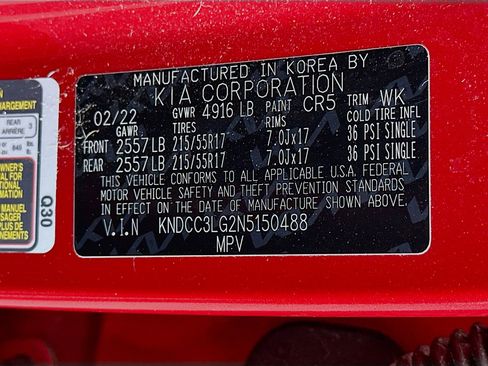 MANUFACTURED IN KOREA BY
KIA CORPORATION
02/22 GVWR 4916 LB PAINT CR5 TRIM WK
GAWR TIRES RIMS COLD TIRE INFL
FRONT 2557 LB 215/55R17 7.0Jx17 36 PSI SINGLE
REAR 2557 LB 215/55R17 7.0Jx17 36 PSI SINGLE
THIS VEHICLE CONFORMS TO ALL APPLICABLE U.S.A. FEDERAL
MOTOR VEHICLE SAFETY AND THEFT PREVENTION STANDARDS
IN EFFECT ON THE DATE OF MANUFACTURE SHOWN ABOVE.
V.I.N KNDCC3LG2N5150488
MPV
REAR
ARRIÈRE 3
Q30